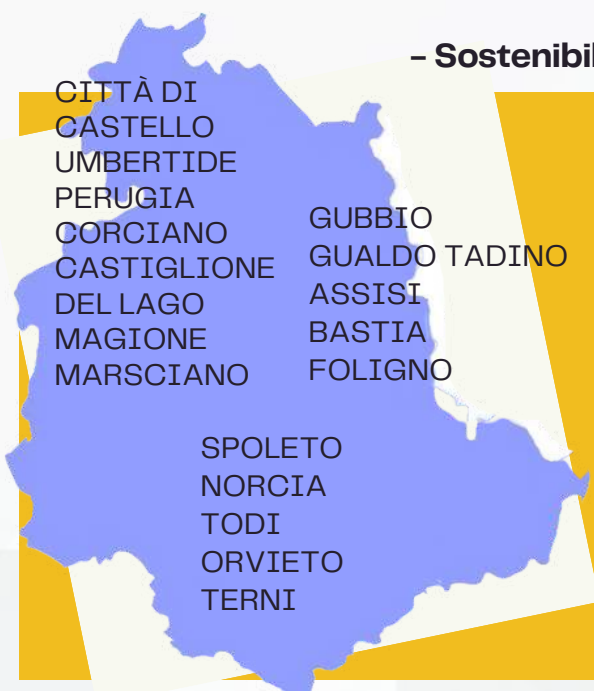 – Sostenibil
CITTÀ DI
CASTELLO
UMBERTIDE
PERUGIA
CORCIANO
CASTIGLIONE
DEL LAGO
MAGIONE
MARSCIANO
GUBBIO
GUALDO TADINO
ASSISI
BASTIA
FOLIGNO
SPOLETO
NORCIA
TODI
ORVIETO
TERNI